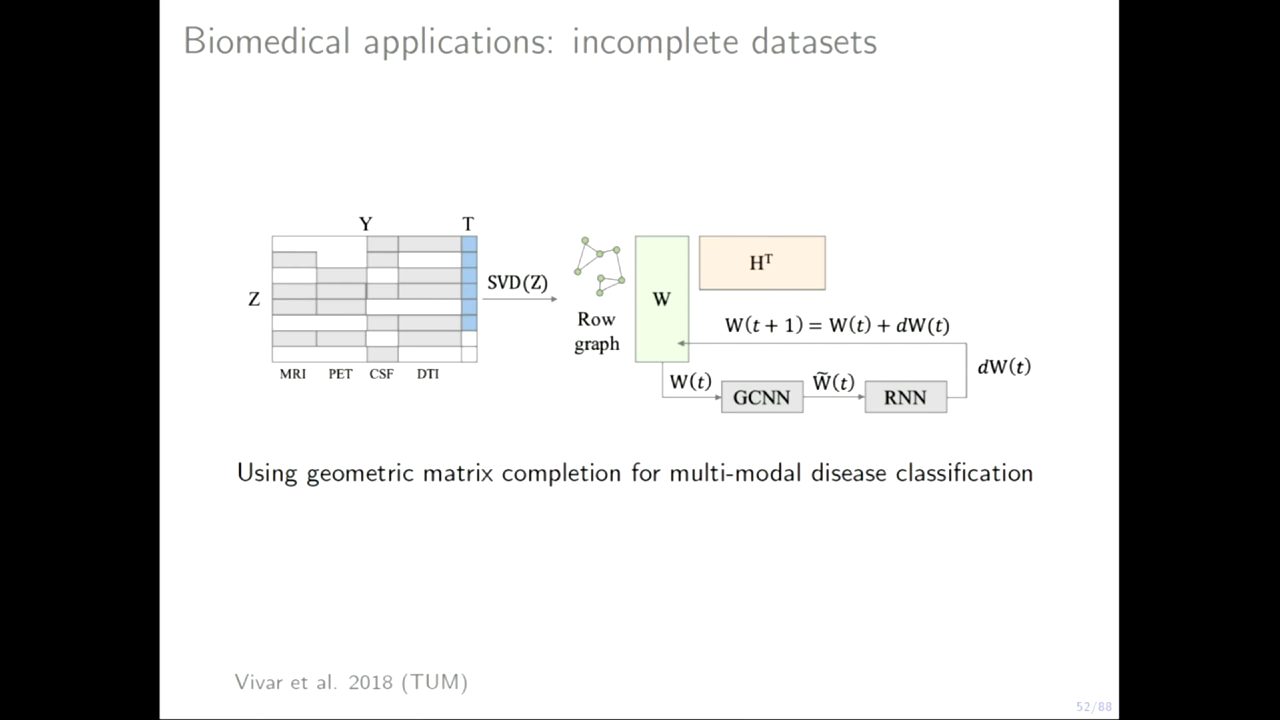 Biomedical applications: incomplete datasets
Y
T
Z
MRI
PET
CSF
DTI
SVD(Z)
Row
graph
W
Hᵀ
W(t + 1) = W(t) + dW(t)
dW(t)
W(t)
GCNN
W̃(t)
RNN
Using geometric matrix completion for multi-modal disease classification
Vivar et al. 2018 (TUM)
52/88